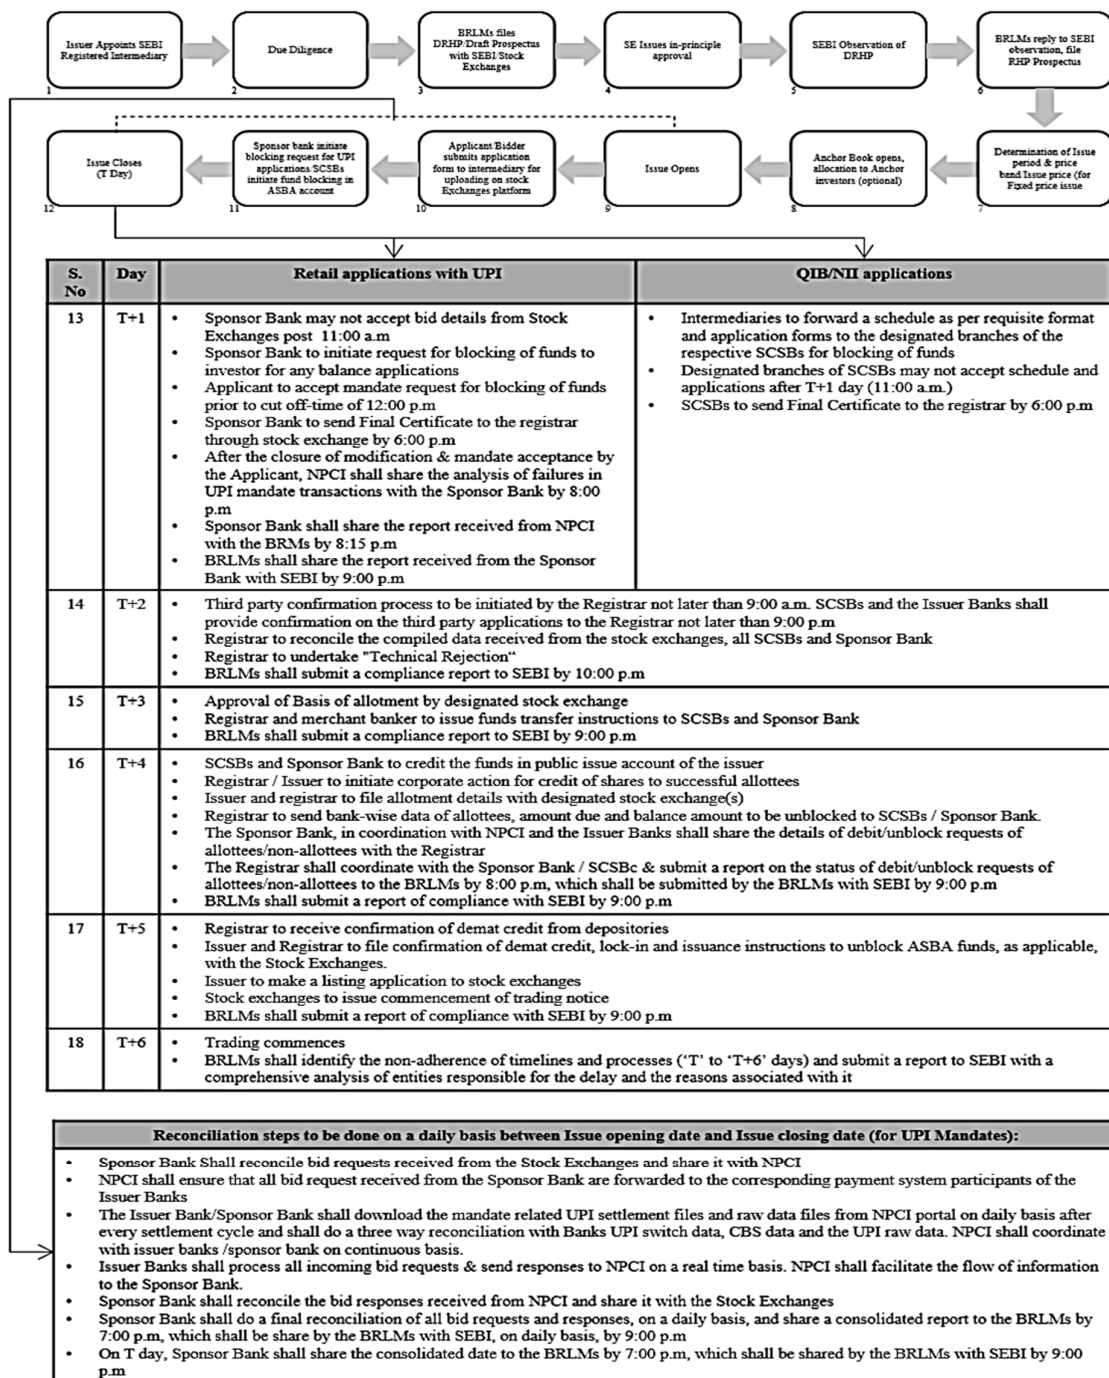 Issuer Appoints SEBI
Registered Intermediary
1
Due Diligence
2
BRLMs files
DRHP/Draft Prospectus
with SEBI/Stock
Exchanges
3
SE Issues in-principle
approval
4
SEBI Observation of
DRHP
5
BRLMs reply to SEBI
observation, file
RHP/Prospectus
6
Determination of Issue
period & price
band Issue price (for
Fixed price issue
7
Anchor Book opens,
allocation to Anchor
investors (optional)
8
Issue Opens
9
Applicant/Bidder
submits application
form to intermediary for
uploading on stock
Exchanges platform
10
Sponsor bank initiate
blocking request for UPI
applications/SCSBs
initiate fund blocking in
ASBA account
11
Issue Closes
(T Day)
12
S. No
Day
Retail applications with UPI
QIB/NII applications
13
T+1
• Sponsor Bank may not accept bid details from Stock
Exchanges post 11:00 a.m
• Sponsor Bank to initiate request for blocking of funds to
investor for any balance applications
• Applicant to accept mandate request for blocking of funds
prior to cut off-time of 12:00 p.m
• Sponsor Bank to send Final Certificate to the registrar
through stock exchange by 6:00 p.m
• After the closure of modification & mandate acceptance by
the Applicant, NPCI shall share the analysis of failures in
UPI mandate transactions with the Sponsor Bank by 8:00
p.m
• Sponsor Bank shall share the report received from NPCI
with the BRMs by 8:15 p.m
• BRLMs shall share the report received from the Sponsor
Bank with SEBI by 9:00 p.m
• Intermediaries to forward a schedule as per requisite format
and application forms to the designated branches of the
respective SCSBs for blocking of funds
• Designated branches of SCSBs may not accept schedule and
applications after T+1 day (11:00 a.m.)
• SCSBs to send Final Certificate to the registrar by 6:00 p.m
14
T+2
• Third party confirmation process to be initiated by the Registrar not later than 9:00 a.m. SCSBs and the Issuer Banks shall
provide confirmation on the third party applications to the Registrar not later than 9:00 p.m
• Registrar to reconcile the compiled data received from the stock exchanges, all SCSBs and Sponsor Bank
• Registrar to undertake "Technical Rejection“
• BRLMs shall submit a compliance report to SEBI by 10:00 p.m
15
T+3
• Approval of Basis of allotment by designated stock exchange
• Registrar and merchant banker to issue funds transfer instructions to SCSBs and Sponsor Bank
• BRLMs shall submit a compliance report to SEBI by 9:00 p.m
16
T+4
• SCSBs and Sponsor Bank to credit the funds in public issue account of the issuer
• Registrar / Issuer to initiate corporate action for credit of shares to successful allottees
• Issuer and registrar to file allotment details with designated stock exchange(s)
• Registrar to send bank-wise data of allottees, amount due and balance amount to be unblocked to SCSBs / Sponsor Bank.
• The Sponsor Bank, in coordination with NPCI and the Issuer Banks shall share the details of debit/unblock requests of
allottees/non-allottees with the Registrar
• The Registrar shall coordinate with the Sponsor Bank / SCSBc & submit a report on the status of debit/unblock requests of
allottees/non-allottees to the BRLMs by 8:00 p.m, which shall be submitted by the BRLMs with SEBI by 9:00 p.m
• BRLMs shall submit a report of compliance with SEBI by 9:00 p.m
17
T+5
• Registrar to receive confirmation of demat credit from depositories
• Issuer and Registrar to file confirmation of demat credit, lock-in and issuance instructions to unblock ASBA funds, as applicable,
with the Stock Exchanges.
• Issuer to make a listing application to stock exchanges
• Stock exchanges to issue commencement of trading notice
• BRLMs shall submit a report of compliance with SEBI by 9:00 p.m
18
T+6
• Trading commences
• BRLMs shall identify the non-adherence of timelines and processes (‘T’ to ‘T+6’ days) and submit a report to SEBI with a
comprehensive analysis of entities responsible for the delay and the reasons associated with it
Reconciliation steps to be done on a daily basis between Issue opening date and Issue closing date (for UPI Mandates):
• Sponsor Bank Shall reconcile bid requests received from the Stock Exchanges and share it with NPCI
• NPCI shall ensure that all bid request received from the Sponsor Bank are forwarded to the corresponding payment system participants of the
Issuer Banks
• The Issuer Bank/Sponsor Bank shall download the mandate related UPI settlement files and raw data files from NPCI portal on daily basis after
every settlement cycle and shall do a three way reconciliation with Banks UPI switch data, CBS data and the UPI raw data. NPCI shall coordinate
with issuer banks /sponsor bank on continuous basis.
• Issuer Banks shall process all incoming bid requests & send responses to NPCI on a real time basis. NPCI shall facilitate the flow of information
to the Sponsor Bank.
• Sponsor Bank shall reconcile the bid responses received from NPCI and share it with the Stock Exchanges
• Sponsor Bank shall do a final reconciliation of all bid requests and responses, on a daily basis, and share a consolidated report to the BRLMs by
7:00 p.m, which shall be share by the BRLMs with SEBI, on daily basis, by 9:00 p.m
• On T day, Sponsor Bank shall share the consolidated date to the BRLMs by 7:00 p.m, which shall be shared by the BRLMs with SEBI by 9:00
p.m